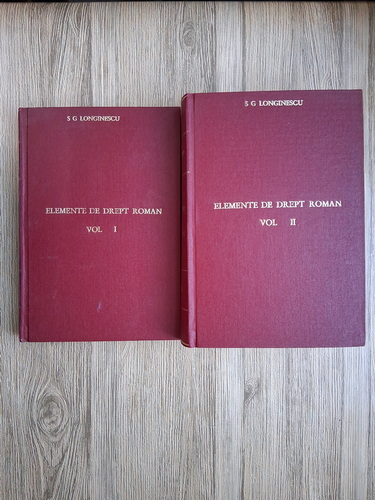 S G LONGINESCU
ELEMENTE DE DREPT ROMAN
VOL I
S G LONGINESCU
ELEMENTE DE DREPT ROMAN
VOL II